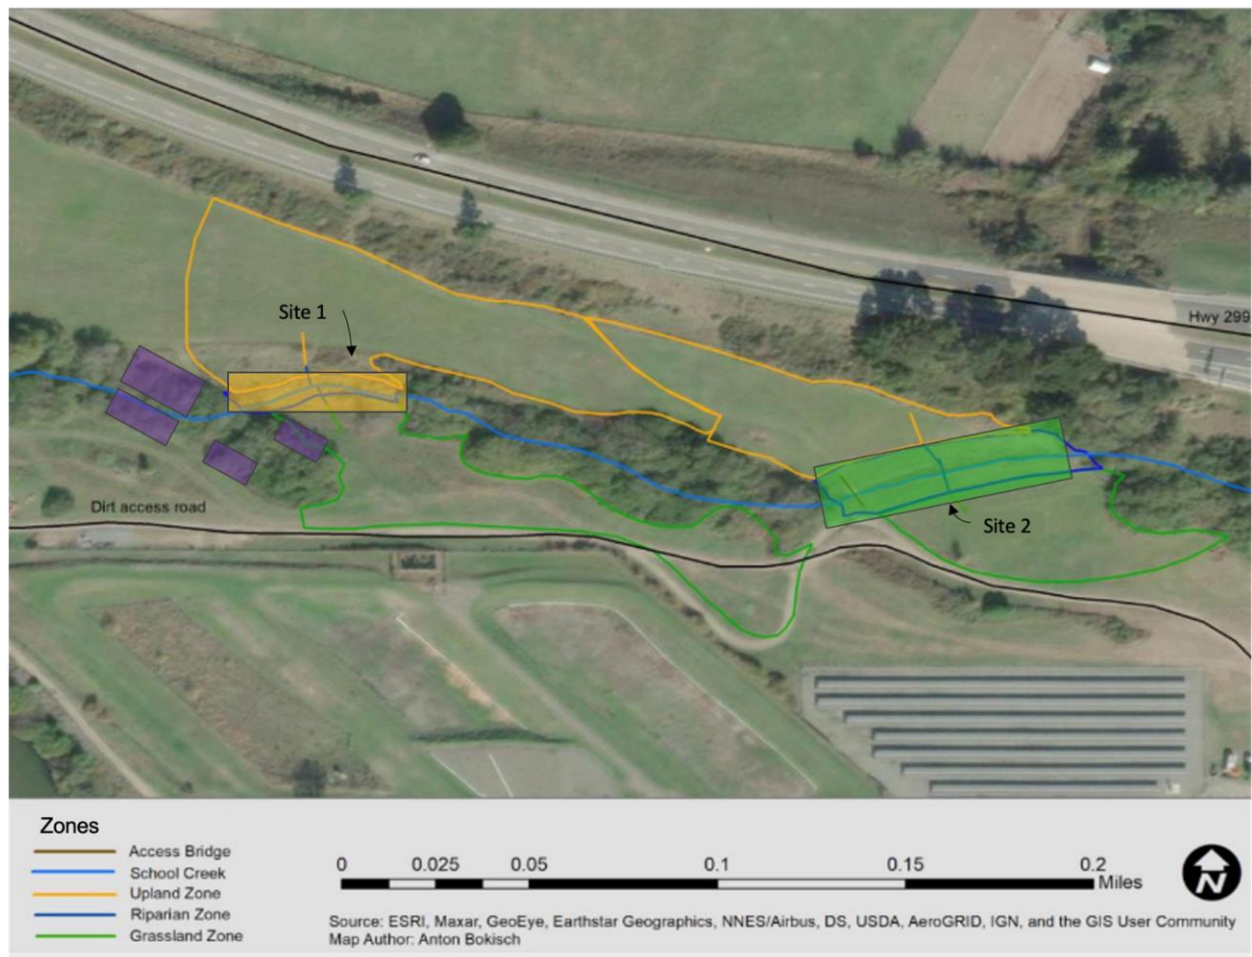 Hwy 299
Site 1
Dirt access road
Site 2
Zones
Access Bridge
School Creek
Upland Zone
Riparian Zone
Grassland Zone
0 0.025 0.05 0.1 0.15 0.2
Miles
N
Source: ESRI, Maxar, GeoEye, Earthstar Geographics, NNES/Airbus, DS, USDA, AeroGRID, IGN, and the GIS User Community
Map Author: Anton Bokisch